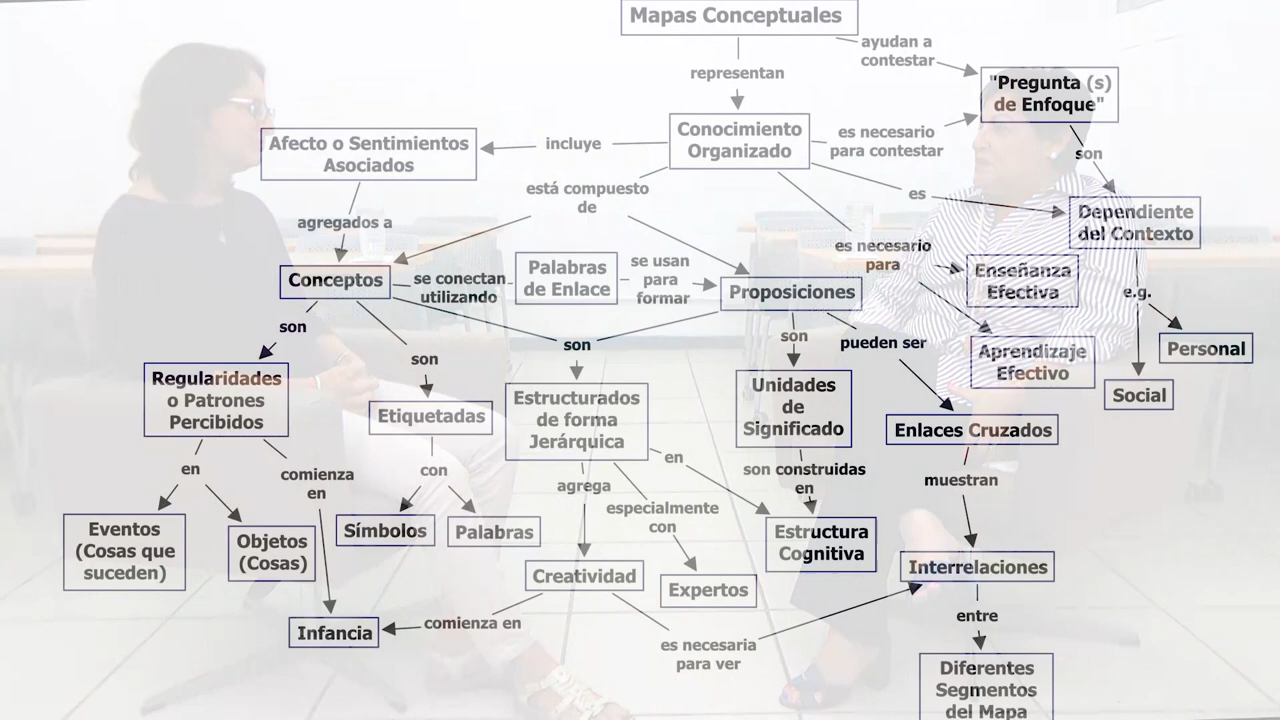 Mapas Conceptuales
ayudan a
contestar
representan
"Pregunta (s)
de Enfoque"
Conocimiento
Organizado
es necesario
para contestar
incluye
Afecto o Sentimientos
Asociados
son
está compuesto
de
es
Dependiente
del Contexto
agregados a
es necesario
para
Enseñanza
Efectiva
Conceptos
se conectan
utilizando
Palabras
de Enlace
se usan
para
formar
Proposiciones
e.g.
son
son
son
son
pueden ser
Aprendizaje
Efectivo
Personal
Social
Regularidades
o Patrones
Percibidos
Etiquetadas
Estructurados
de forma
Jerárquica
Unidades
de
Significado
Enlaces Cruzados
en
comienza
en
con
agrega
en
especialmente
con
son construidas
en
muestran
Eventos
(Cosas que
suceden)
Objetos
(Cosas)
Símbolos
Palabras
Estructura
Cognitiva
Creatividad
Expertos
Interrelaciones
Infancia
comienza en
es necesaria
para ver
entre
Diferentes
Segmentos
del Mapa